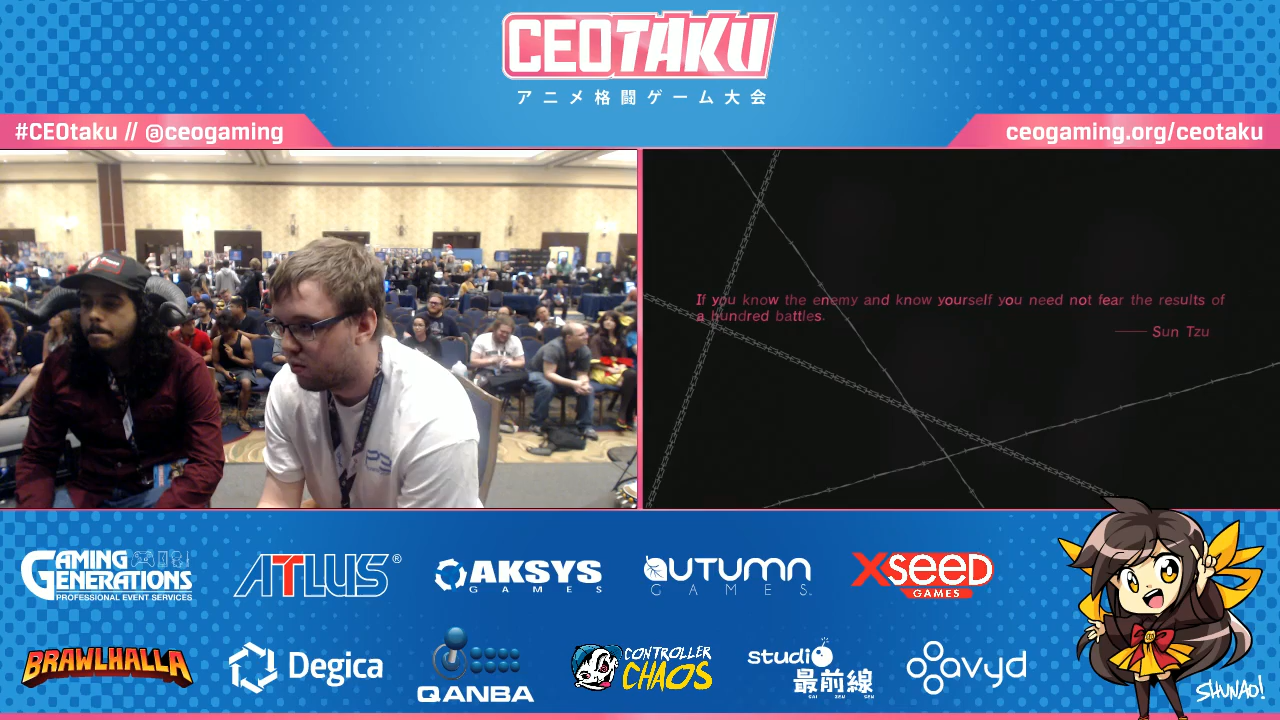 CEOTAKU
アニメ格闘ゲーム大会
#CEOtaku // @ceogaming
ceogaming.org/ceotaku
If you know the enemy and know yourself you need not fear the results of
a hundred battles.
Sun Tzu
GAMING
GENERATIONS
PROFESSIONAL EVENT SERVICES
ATLUS®
AKSYS
GAMES
AUTUMN
GAMES.
XSEED
GAMES
BRAWLHALLA
Degica
QANBA
CONTROLLER
CHAOS
studio
最前線
SAI ZEN SEN
avyd
SHUNAO!